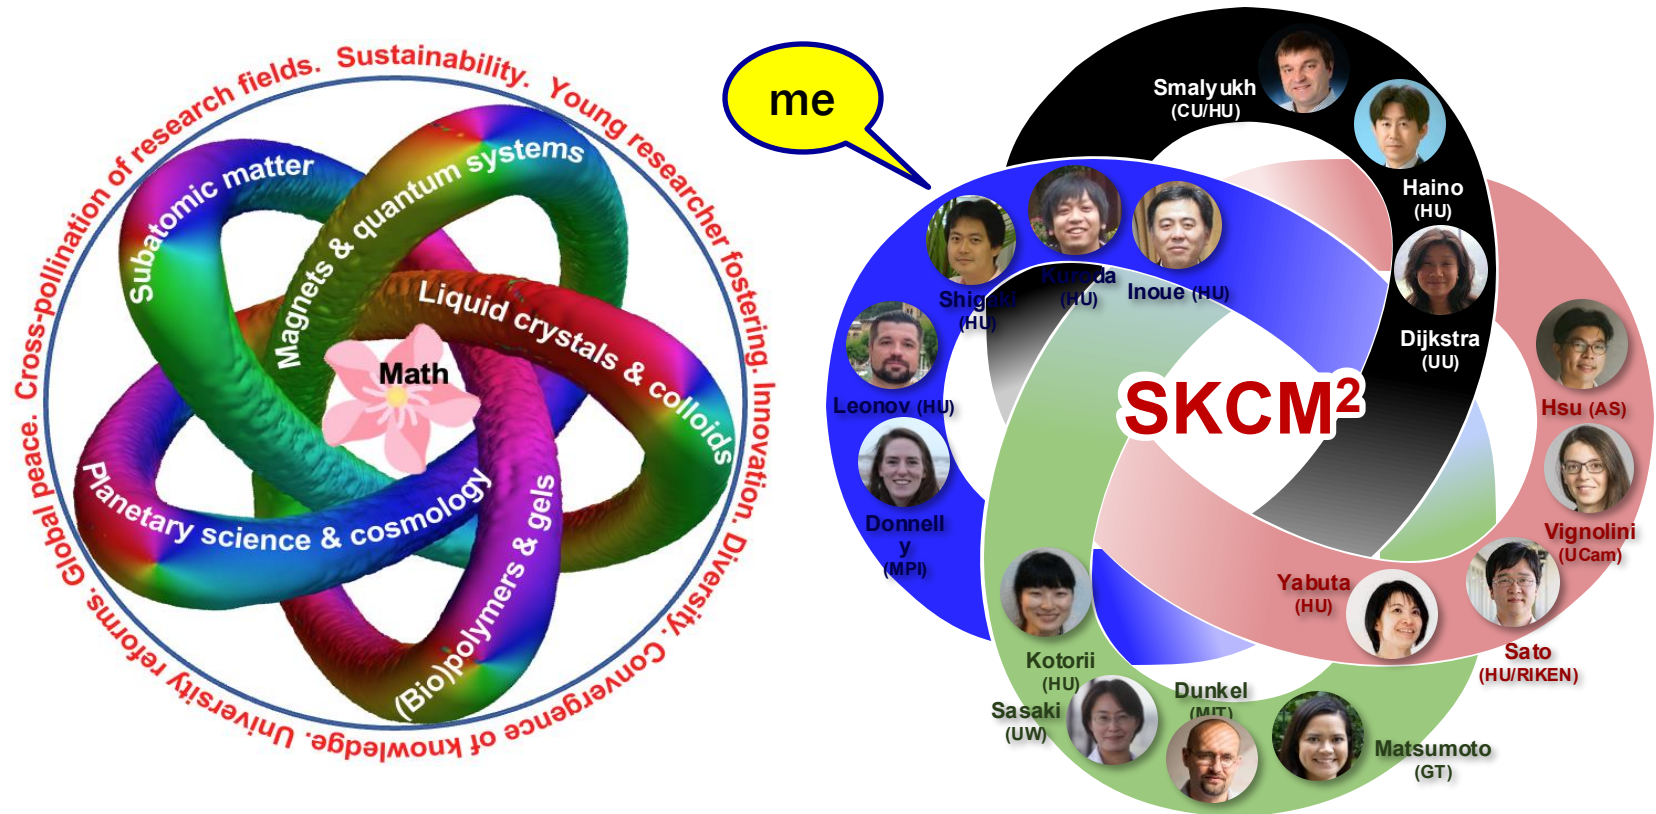 Cross-pollination of research fields. Sustainability. Young researcher fostering. Innovation. Diversity. Convergence of knowledge. University reforms. Global peace.
Subatomic matter
Magnets & quantum systems
Liquid crystals & colloids
Math
Planetary science & cosmology
(Bio)polymers & gels
me
Smalyukh
(CU/HU)
Haino
(HU)
Dijkstra
(UU)
Shigaki
(HU)
Kuroda
(HU)
Inoue (HU)
Leonov (HU)
Donnell
y
(MPI)
SKCM²
Hsu (AS)
Vignolini
(UCam)
Yabuta
(HU)
Sato
(HU/RIKEN)
Kotorii
(HU)
Sasaki
(UW)
Dunkel
(MIT)
Matsumoto
(GT)